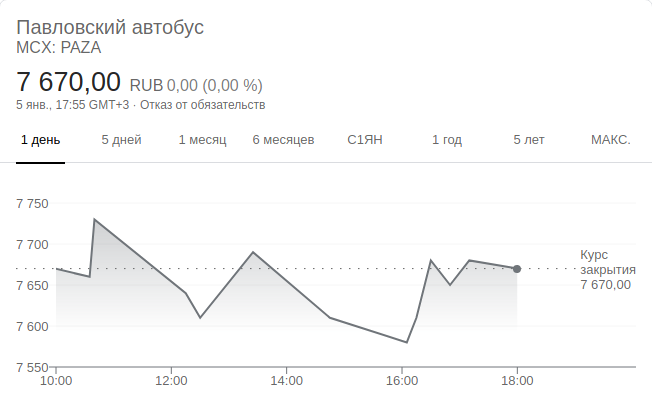 Павловский автобус
MCX: PAZA
7 670,00 RUB 0,00 (0,00 %)
5 янв., 17:55 GMT+3 · Отказ от обязательств
1 день 5 дней 1 месяц 6 месяцев С1ЯН 1 год 5 лет МАКС.
7 750
7 700
Курс
закрытия
7 670,00
7 650
7 600
7 550
10:00 12:00 14:00 16:00 18:00